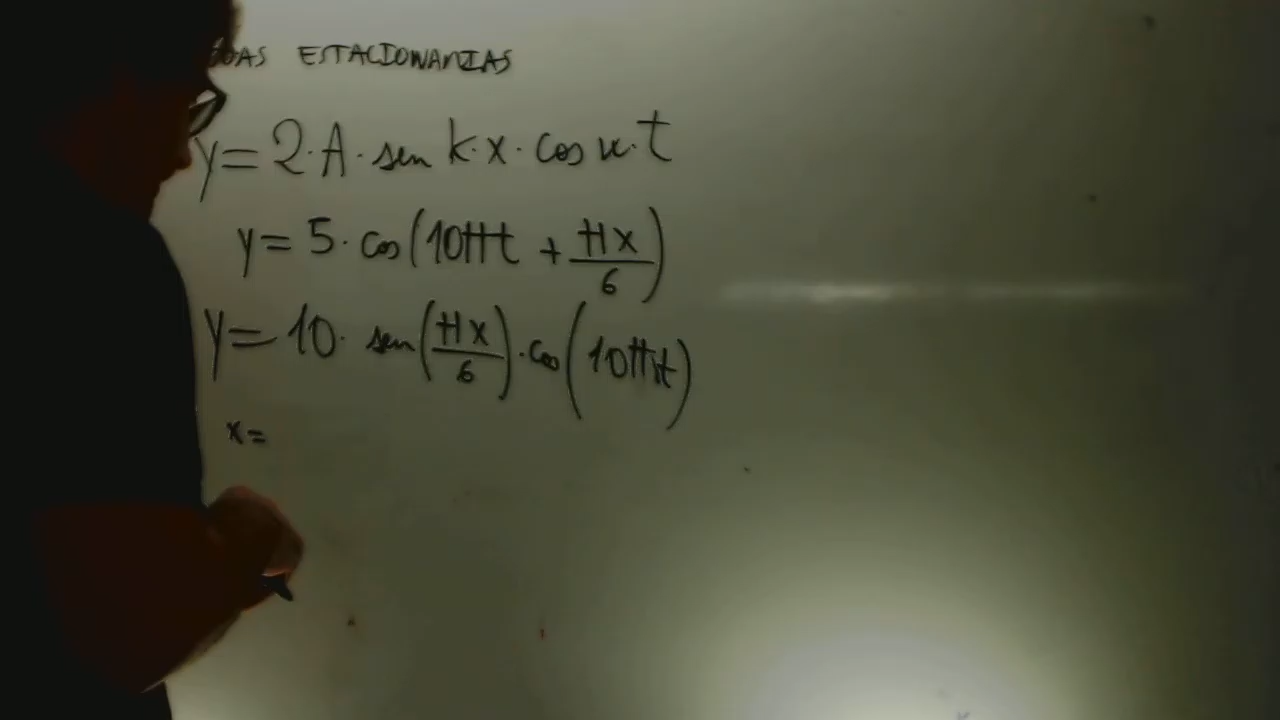 ESTACIONARIAS
y = 2·A· sen k·x· cos w·t
y = 5· cos(10πt + πx/6)
y = 10· sen(πx/6)·cos(10πt)
x =